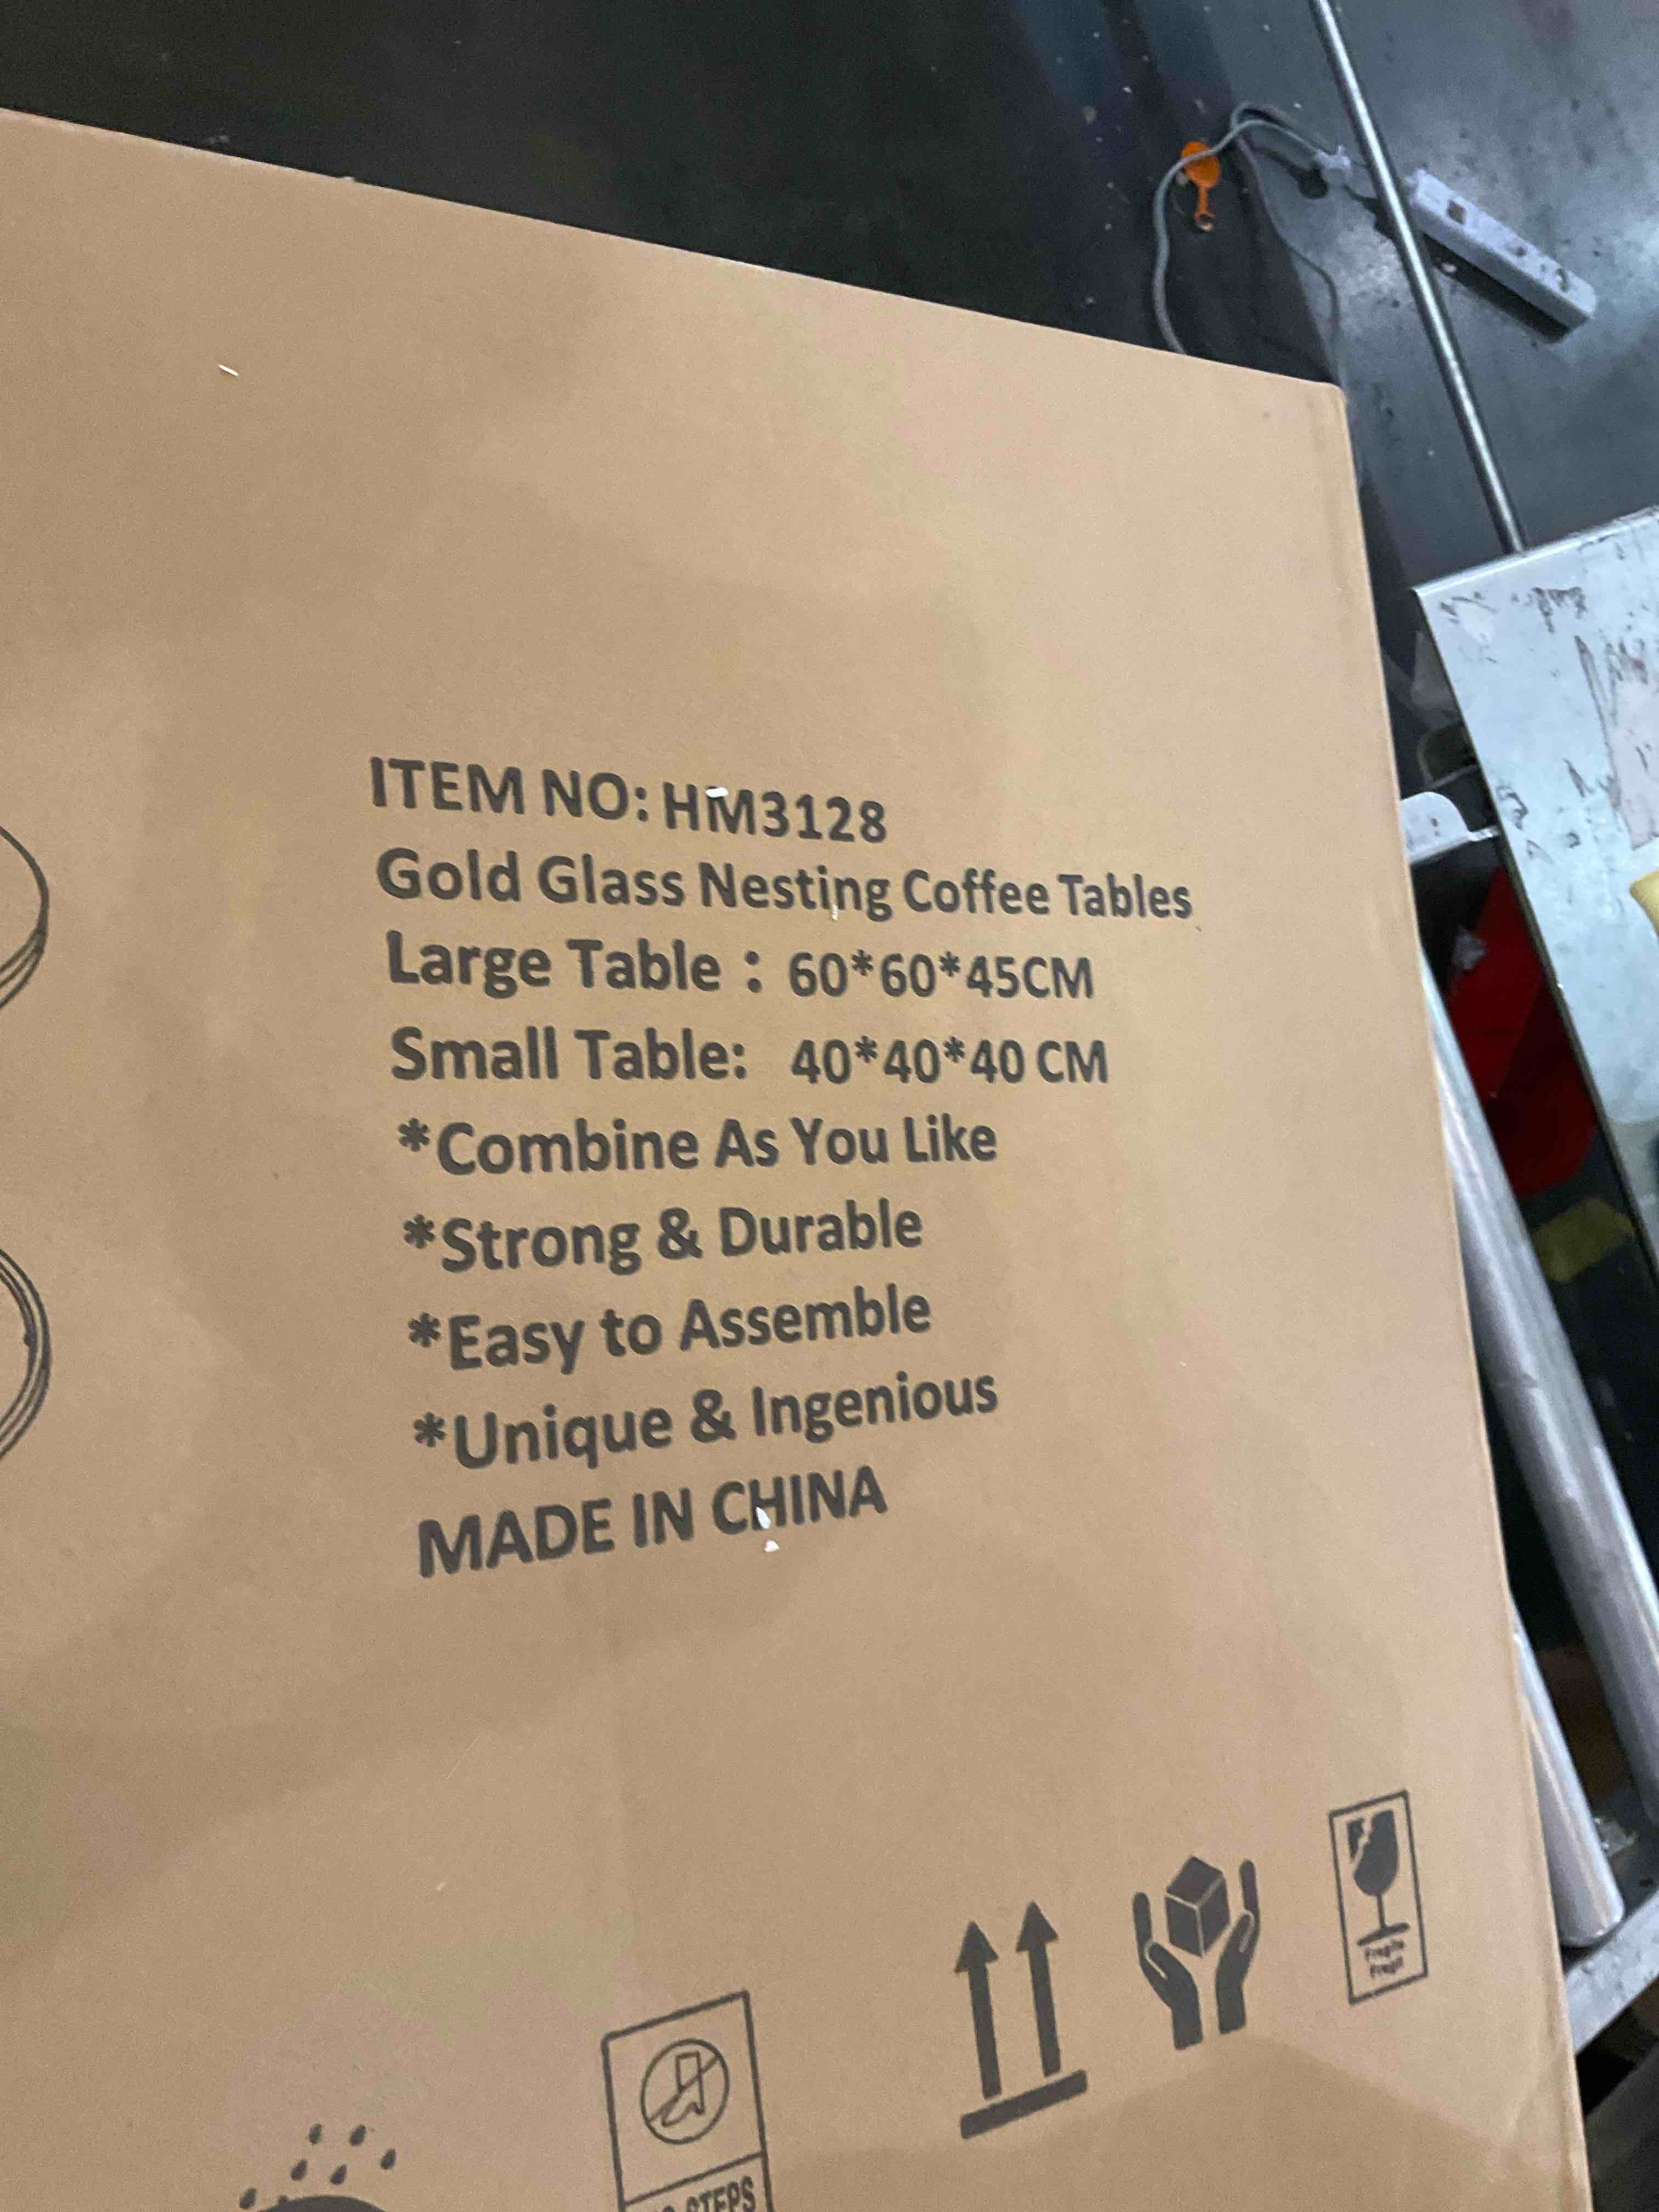 ITEM NO: HM3128
Gold Glass Nesting Coffee Tables
Large Table : 60*60*45CM
Small Table: 40*40*40 CM
*Combine As You Like
*Strong & Durable
*Easy to Assemble
*Unique & Ingenious
MADE IN CHINA
STEPS